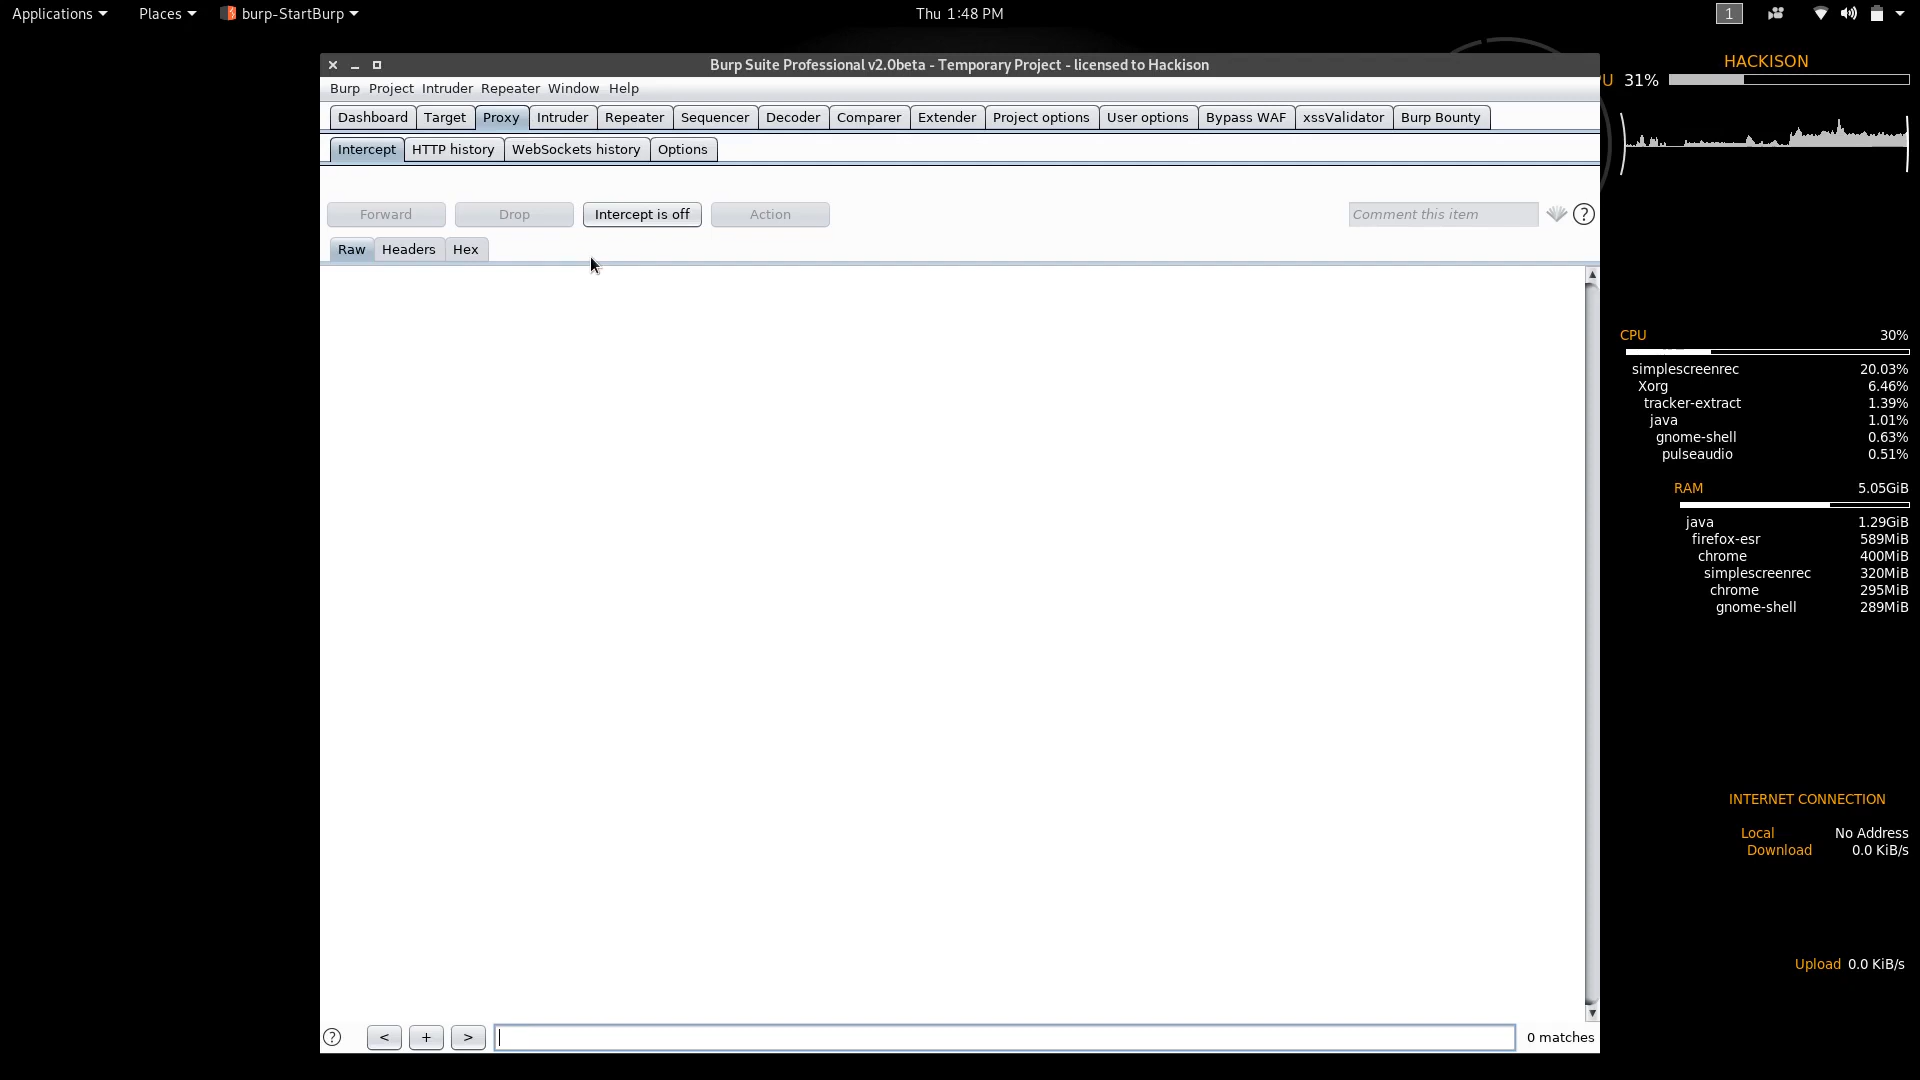 Applications Places burp-StartBurp Thu 1:48 PM 1
Burp Suite Professional v2.0beta - Temporary Project - licensed to Hackison
Burp Project Intruder Repeater Window Help
Dashboard Target Proxy Intruder Repeater Sequencer Decoder Comparer Extender Project options User options Bypass WAF xssValidator Burp Bounty
Intercept HTTP history WebSockets history Options
Forward Drop Intercept is off Action Comment this item ?
Raw Headers Hex
? < + > 0 matches
HACKISON
U 31%
CPU 30%
simplescreenrec 20.03%
Xorg 6.46%
tracker-extract 1.39%
java 1.01%
gnome-shell 0.63%
pulseaudio 0.51%
RAM 5.05GiB
java 1.29GiB
firefox-esr 589MiB
chrome 400MiB
simplescreenrec 320MiB
chrome 295MiB
gnome-shell 289MiB
INTERNET CONNECTION
Local No Address
Download 0.0 KiB/s
Upload 0.0 KiB/s